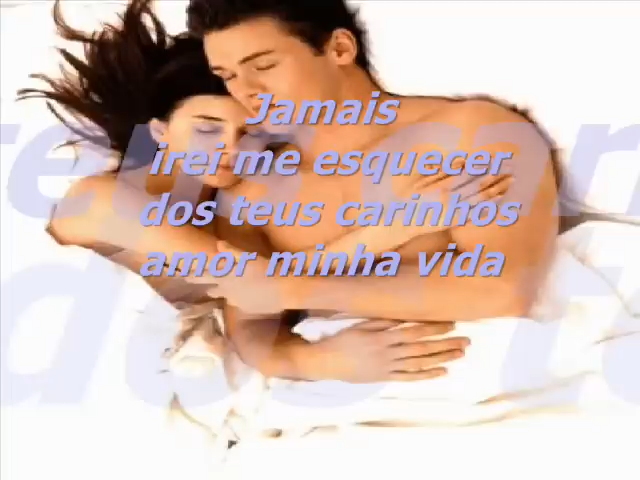 Jamais
irei me esquecer
dos teus carinhos
amor minha vida